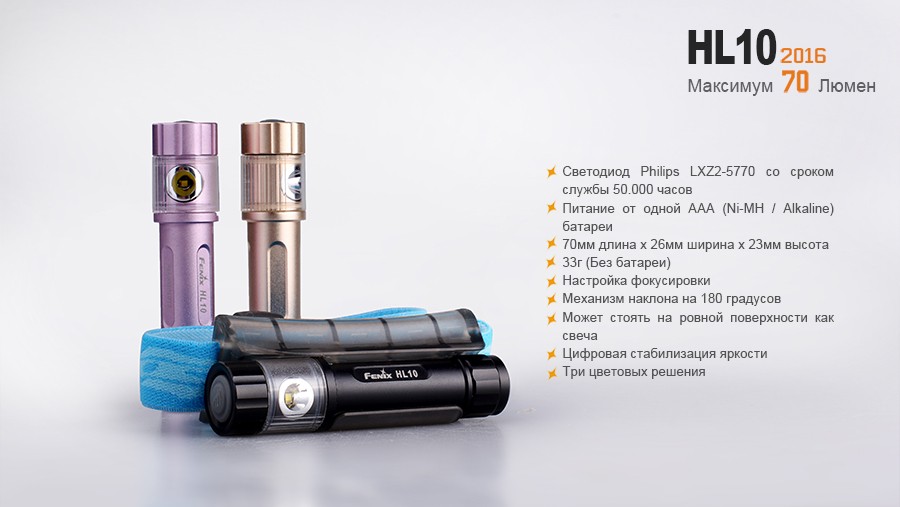 HL10 2016
Максимум 70 Люмен
Светодиод Philips LXZ2-5770 со сроком
службы 50.000 часов
Питание от одной AAA (Ni-MH / Alkaline)
батареи
70мм длина x 26мм ширина x 23мм высота
33г (Без батареи)
Настройка фокусировки
Механизм наклона на 180 градусов
Может стоять на ровной поверхности как
свеча
Цифровая стабилизация яркости
Три цветовых решения
FENIX HL10
FENIX HL10